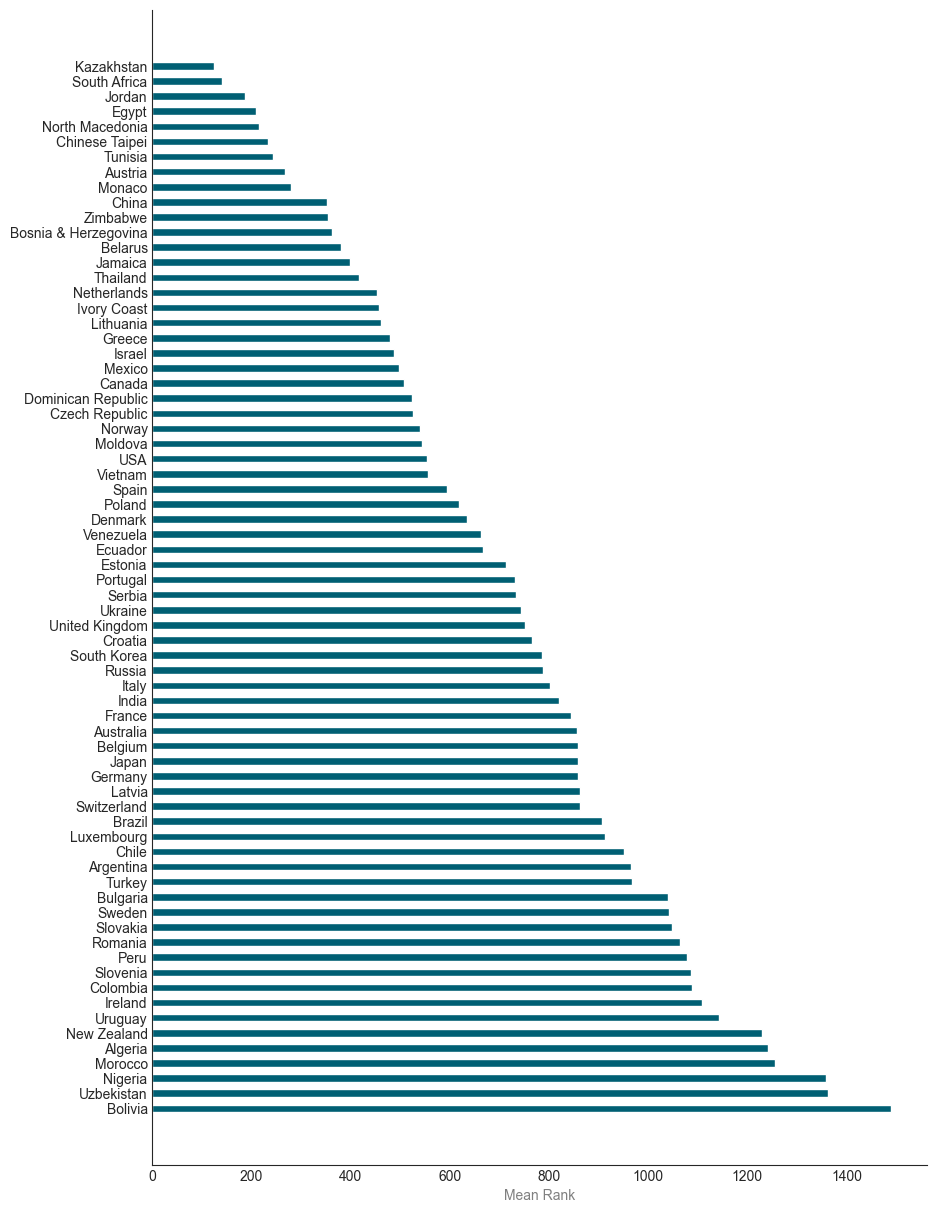 Kazakhstan
South Africa
Jordan
Egypt
North Macedonia
Chinese Taipei
Tunisia
Austria
Monaco
China
Zimbabwe
Bosnia & Herzegovina
Belarus
Jamaica
Thailand
Netherlands
Ivory Coast
Lithuania
Greece
Israel
Mexico
Canada
Dominican Republic
Czech Republic
Norway
Moldova
USA
Vietnam
Spain
Poland
Denmark
Venezuela
Ecuador
Estonia
Portugal
Serbia
Ukraine
United Kingdom
Croatia
South Korea
Russia
Italy
India
France
Australia
Belgium
Japan
Germany
Latvia
Switzerland
Brazil
Luxembourg
Chile
Argentina
Turkey
Bulgaria
Sweden
Slovakia
Romania
Peru
Slovenia
Colombia
Ireland
Uruguay
New Zealand
Algeria
Morocco
Nigeria
Uzbekistan
Bolivia
0 200 400 600 800 1000 1200 1400
Mean Rank